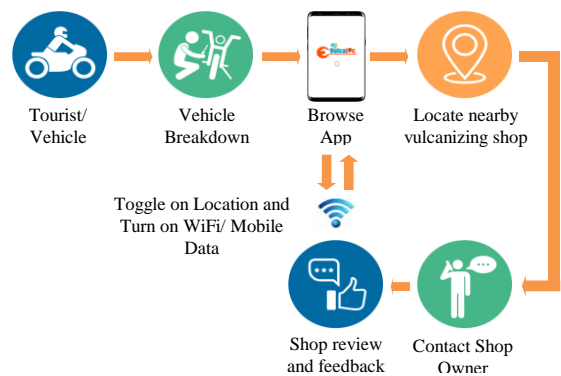 VulcaLoc
Tourist/
Vehicle
Vehicle
Breakdown
Browse
App
Locate nearby
vulcanizing shop
Toggle on Location and
Turn on WiFi/ Mobile
Data
Shop review
and feedback
Contact Shop
Owner